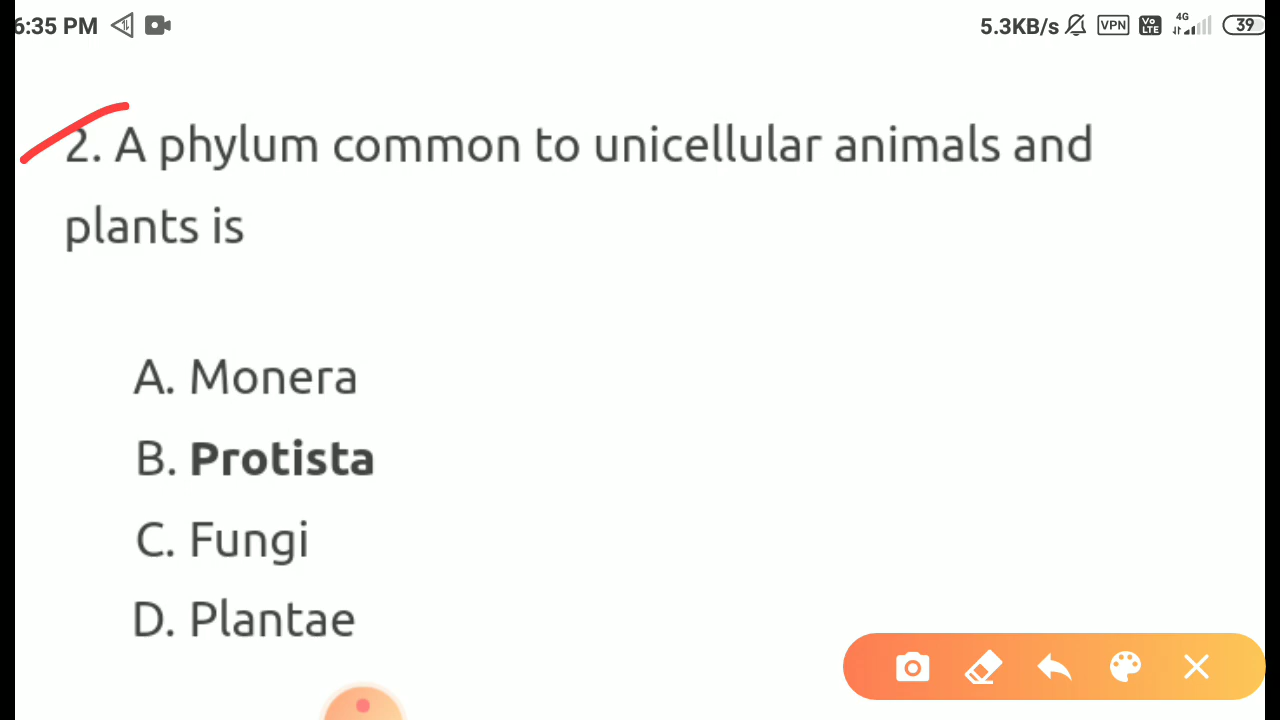 6:35 PM 5.3KB/s VPN Vo LTE 4G 39
2. A phylum common to unicellular animals and
plants is
A. Monera
B. Protista
C. Fungi
D. Plantae